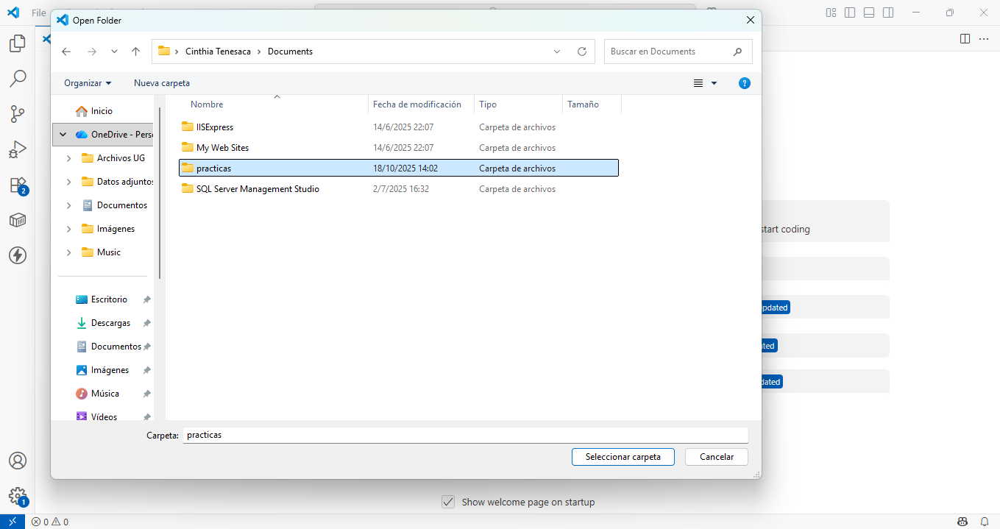 File
Open Folder
Cinthia Tenesaca > Documents
Buscar en Documents
Organizar
Nueva carpeta
Nombre
Fecha de modificación
Tipo
Tamaño
Inicio
OneDrive - Perso
Archivos UG
Datos adjuntos
Documentos
Imágenes
Music
Escritorio
Descargas
Documentos
Imágenes
Música
Vídeos
IISExpress 14/6/2025 22:07 Carpeta de archivos
My Web Sites 14/6/2025 22:07 Carpeta de archivos
practicas 18/10/2025 14:02 Carpeta de archivos
SQL Server Management Studio 2/7/2025 16:32 Carpeta de archivos
Carpeta: practicas
Seleccionar carpeta
Cancelar
start coding
pdated
ted
dated
2
1
Show welcome page on startup
0 0